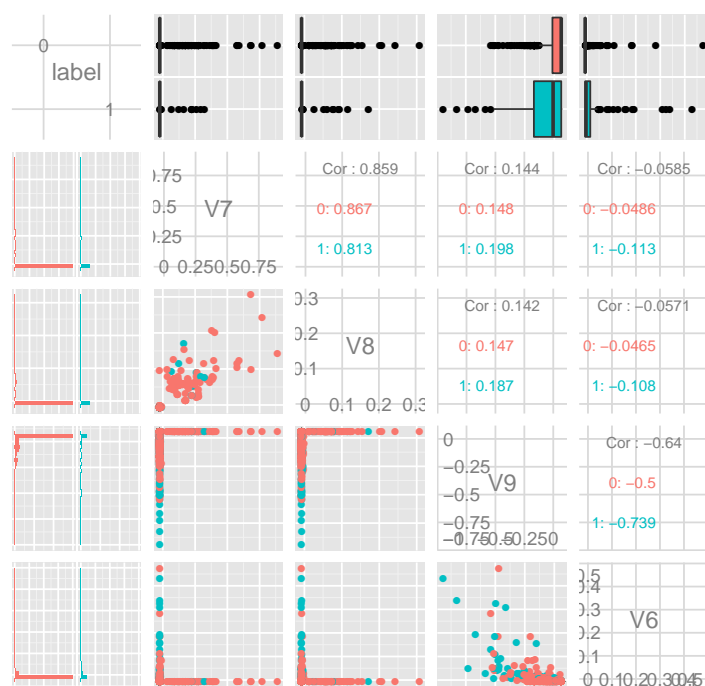 0
label
1
0.75
0.5
0.25
V7
0 0.250.50.75
Cor : 0.859
0: 0.867
1: 0.813
Cor : 0.144
0: 0.148
1: 0.198
Cor : −0.0585
0: −0.0486
1: −0.113
0.3
0.2
0.1
V8
0 0.1 0.2 0.3
Cor : 0.142
0: 0.147
1: 0.187
Cor : −0.0571
0: −0.0465
1: −0.108
0
−0.25
−0.5
V9
−0.75
Cor : −0.64
0: −0.5
1: −0.739
0.5
0.4
0.3
0.2
0.1
V6